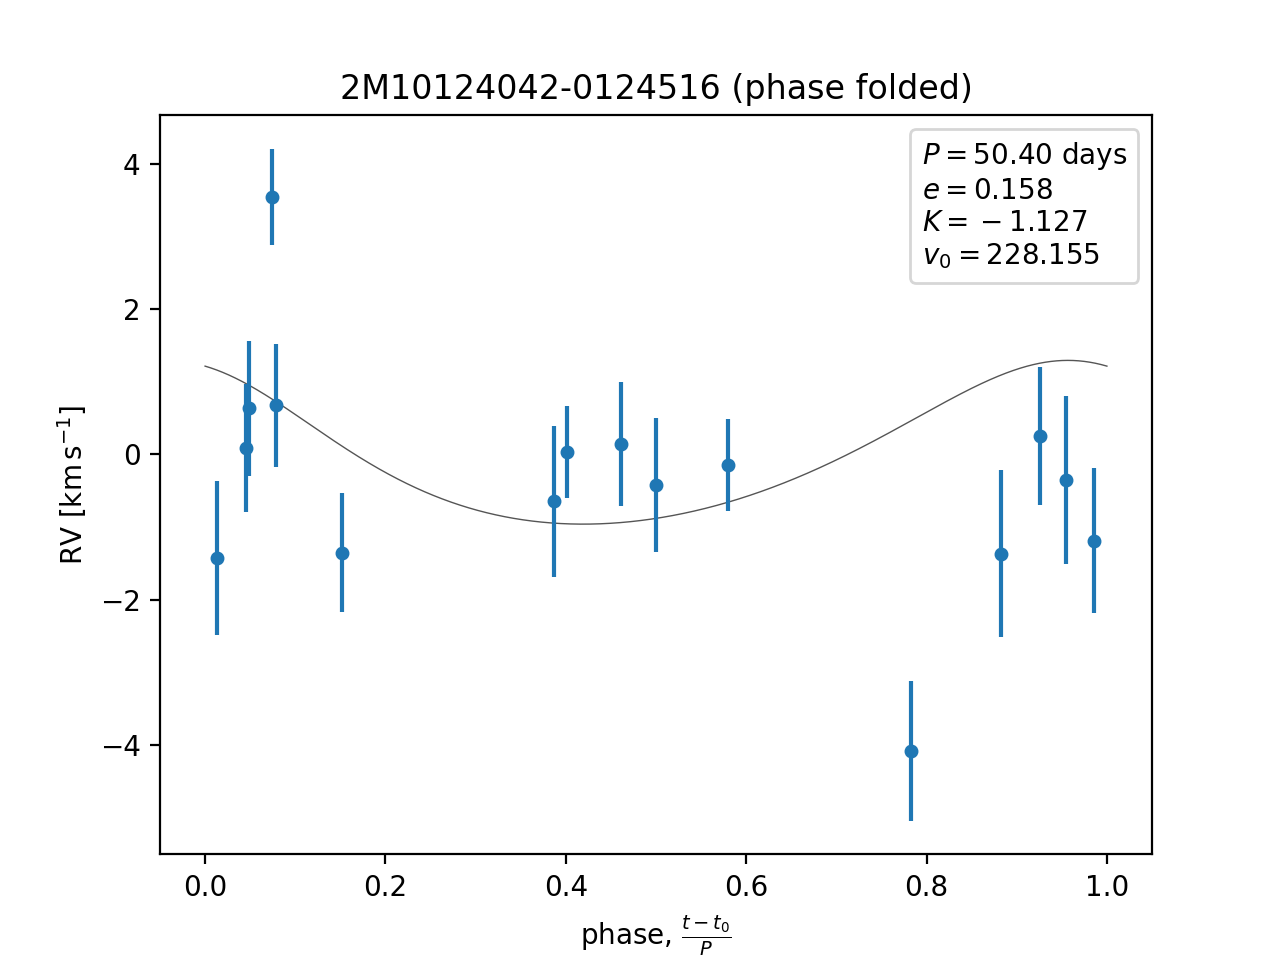 2M10124042-0124516 (phase folded)
P = 50.40 days
e = 0.158
K = −1.127
v₀ = 228.155
RV [km s⁻¹]
4
2
0
−2
−4
0.0 0.2 0.4 0.6 0.8 1.0
phase, (t − t₀)/P